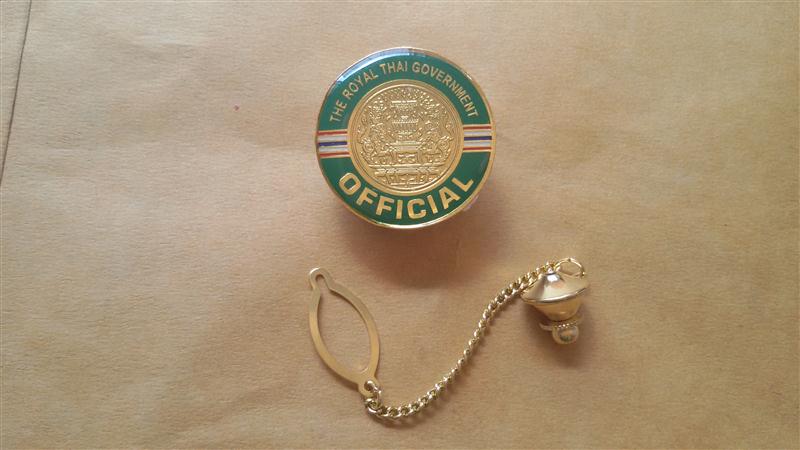 THE ROYAL THAI GOVERNMENT
OFFICIAL